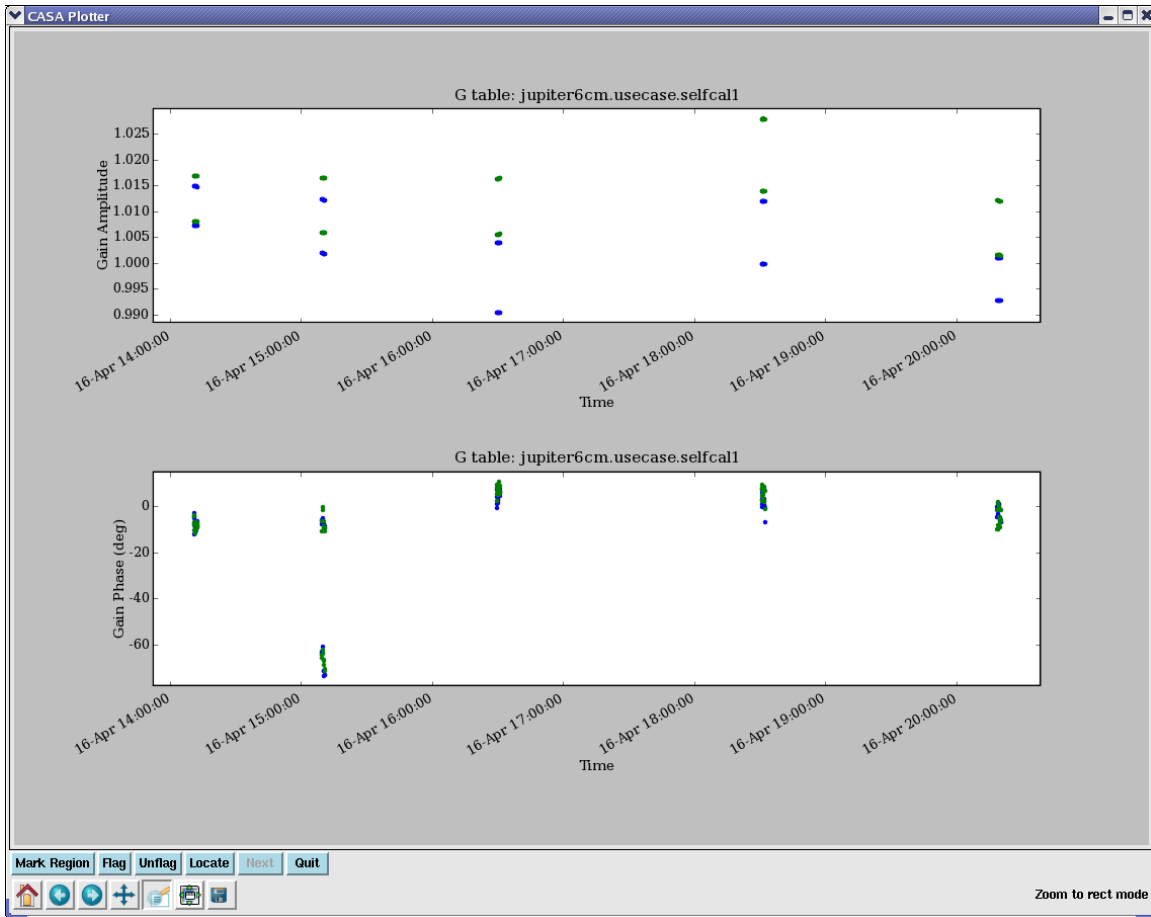 CASA Plotter
G table: jupiter6cm.usecase.selfcal1
Gain Amplitude
1.025
1.020
1.015
1.010
1.005
1.000
0.995
0.990
16-Apr 14:00:00
16-Apr 15:00:00
16-Apr 16:00:00
16-Apr 17:00:00
16-Apr 18:00:00
16-Apr 19:00:00
16-Apr 20:00:00
Time
G table: jupiter6cm.usecase.selfcal1
Gain Phase (deg)
0
-20
-40
-60
16-Apr 14:00:00
16-Apr 15:00:00
16-Apr 16:00:00
16-Apr 17:00:00
16-Apr 18:00:00
16-Apr 19:00:00
16-Apr 20:00:00
Time
Mark Region Flag Unflag Locate Next Quit
Zoom to rect mode